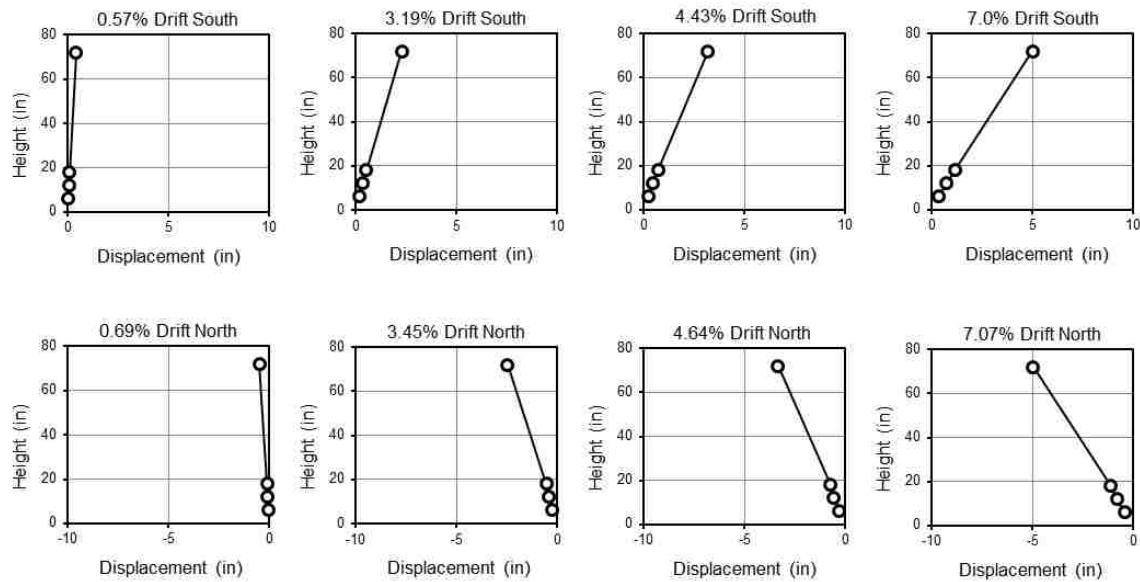 0.57% Drift South
80
60
40
20
0
Height (in)
0
5
10
Displacement (in)
3.19% Drift South
80
60
40
20
0
Height (in)
0
5
10
Displacement (in)
4.43% Drift South
80
60
40
20
0
Height (in)
0
5
10
Displacement (in)
7.0% Drift South
80
60
40
20
0
Height (in)
0
5
10
Displacement (in)
0.69% Drift North
80
60
40
20
0
Height (in)
-10
-5
0
Displacement (in)
3.45% Drift North
80
60
40
20
0
Height (in)
-10
-5
0
Displacement (in)
4.64% Drift North
80
60
40
20
0
Height (in)
-10
-5
0
Displacement (in)
7.07% Drift North
80
60
40
20
0
Height (in)
-10
-5
0
Displacement (in)